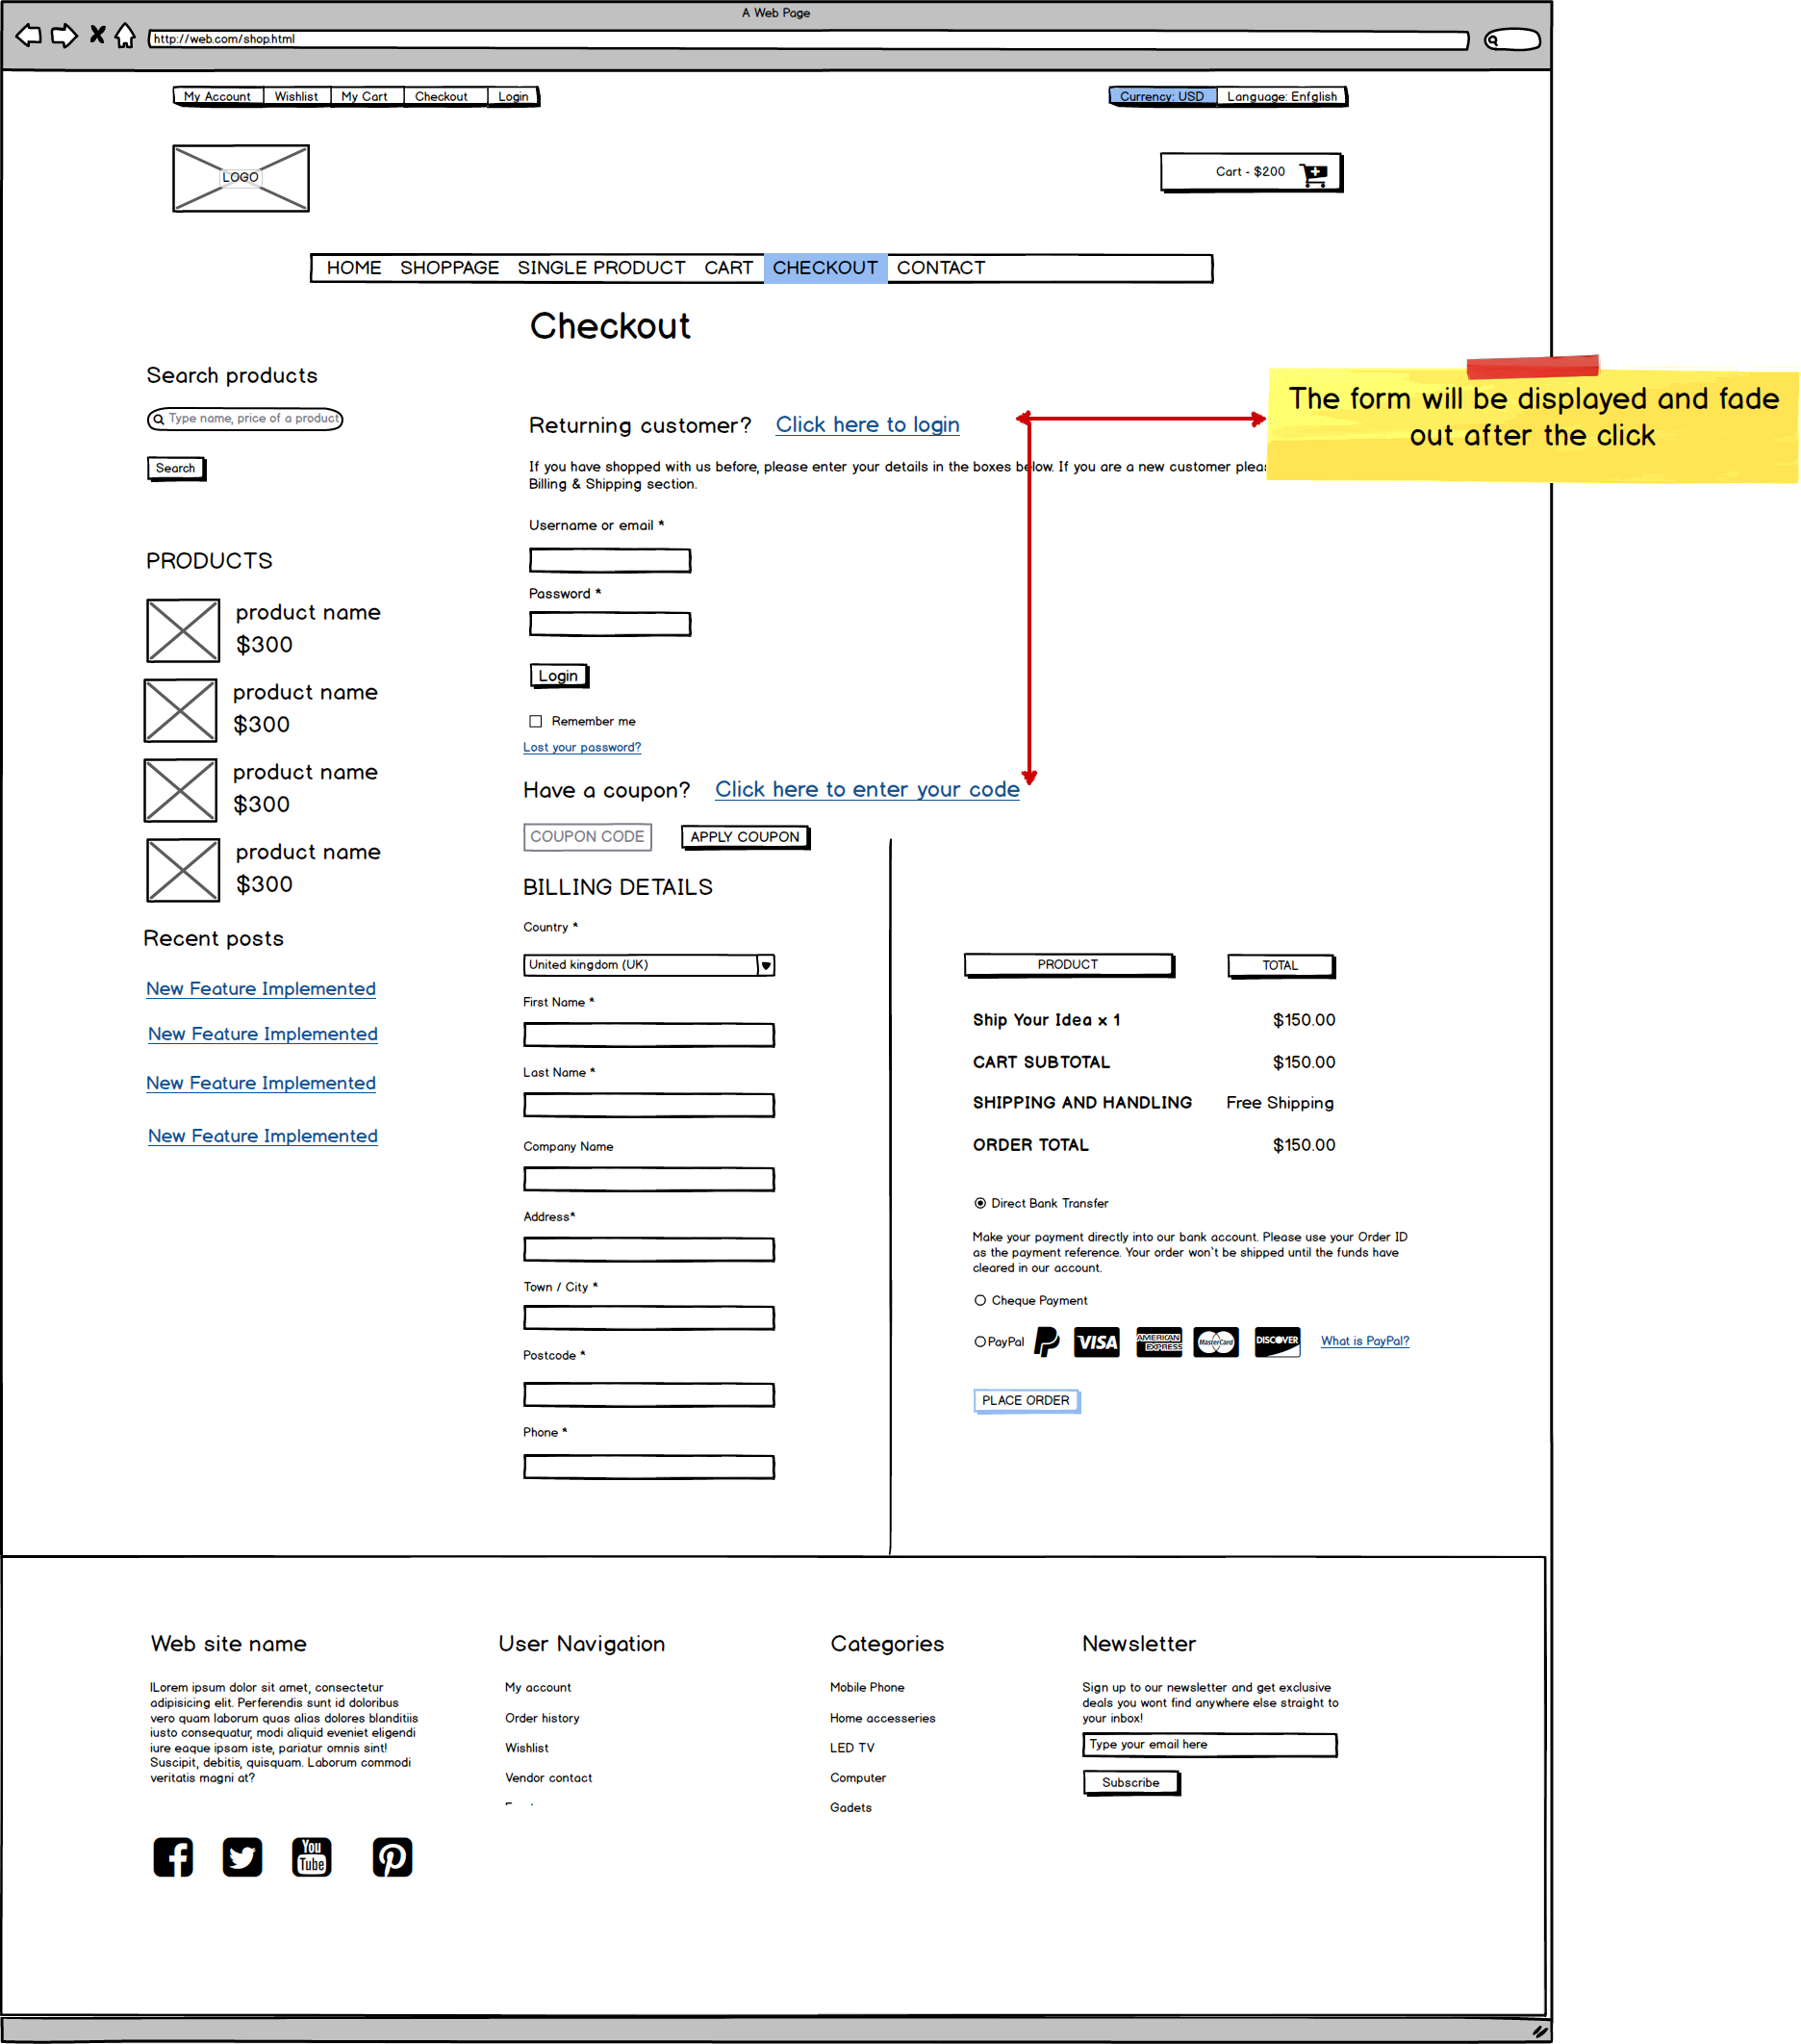 A Web Page
http://web.com/shop.html
My Account Wishlist My Cart Checkout Login
Currency: USD Language: Enfglish
LOGO
Cart - $200
HOME SHOPPAGE SINGLE PRODUCT CART CHECKOUT CONTACT
Checkout
Search products
Type name, price of a product
Search
The form will be displayed and fade
out after the click
Returning customer? Click here to login
If you have shopped with us before, please enter your details in the boxes below. If you are a new customer
Billing & Shipping section.
Username or email *
Password *
Login
Remember me
Lost your password?
PRODUCTS
product name
$300
product name
$300
product name
$300
product name
$300
Recent posts
New Feature Implemented
New Feature Implemented
New Feature Implemented
New Feature Implemented
Have a coupon? Click here to enter your code
COUPON CODE APPLY COUPON
BILLING DETAILS
Country *
United kingdom (UK)
First Name *
Last Name *
Company Name
Address*
Town / City *
Postcode *
Phone *
PRODUCT TOTAL
Ship Your Idea x 1 $150.00
CART SUBTOTAL $150.00
SHIPPING AND HANDLING Free Shipping
ORDER TOTAL $150.00
Direct Bank Transfer
Make your payment directly into our bank account. Please use your Order ID
as the payment reference. Your order won`t be shipped until the funds have
cleared in our account.
Cheque Payment
PayPal VISA AMERICAN EXPRESS MasterCard DISCOVER What is PayPal?
PLACE ORDER
Web site name
lLorem ipsum dolor sit amet, consectetur
adipisicing elit. Perferendis sunt id doloribus
vero quam laborum quas alias dolores blanditiis
iusto consequatur, modi aliquid eveniet eligendi
iure eaque ipsam iste, pariatur omnis sint!
Suscipit, debitis, quisquam. Laborum commodi
veritatis magni at?
You
Tube
User Navigation
My account
Order history
Wishlist
Vendor contact
Categories
Mobile Phone
Home accesseries
LED TV
Computer
Gadets
Newsletter
Sign up to our newsletter and get exclusive
deals you wont find anywhere else straight to
your inbox!
Type your email here
Subscribe